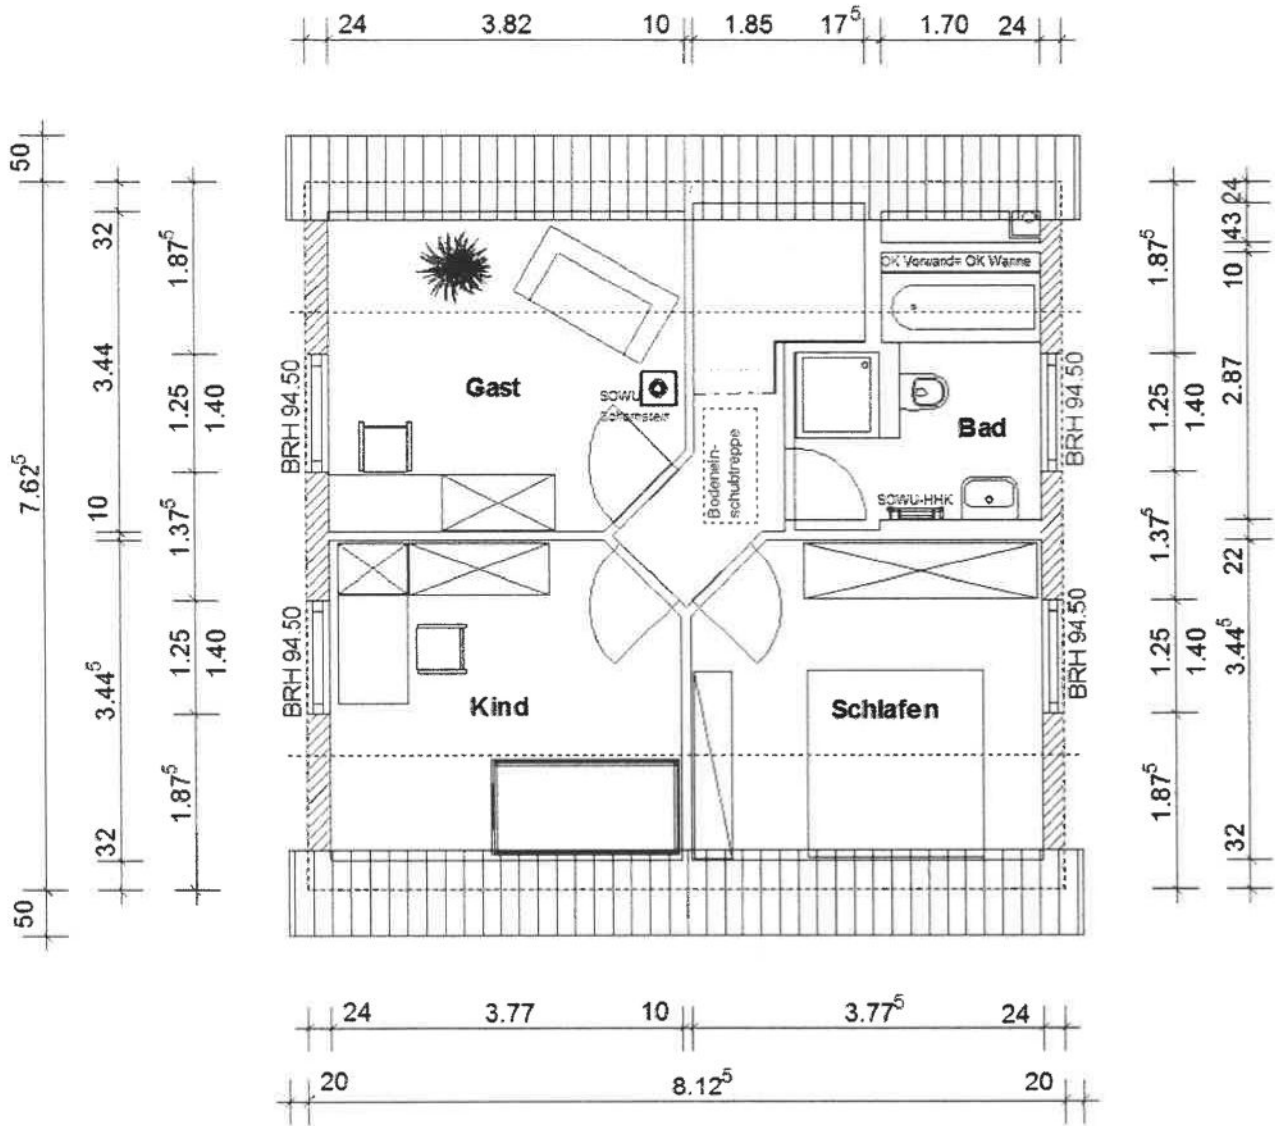 24 3.82 10 1.85 17⁵ 1.70 24
50
7.62⁵
50
32
3.44
10
3.44⁵
32
1.87⁵
1.25
1.40
1.37⁵
1.25
1.40
1.87⁵
BRH 94.50
BRH 94.50
Gast
SOWU
Schornstein
Bodenein-
schubtreppe
OK Vorwand= OK Wanne
Bad
SOWU-HHK
Kind
Schlafen
BRH 94.50
BRH 94.50
1.87⁵
1.25
1.40
1.37⁵
1.25
1.40
1.87⁵
24
43
10
2.87
22
3.44⁵
32
24 3.77 10 3.77⁵ 24
20 8.12⁵ 20